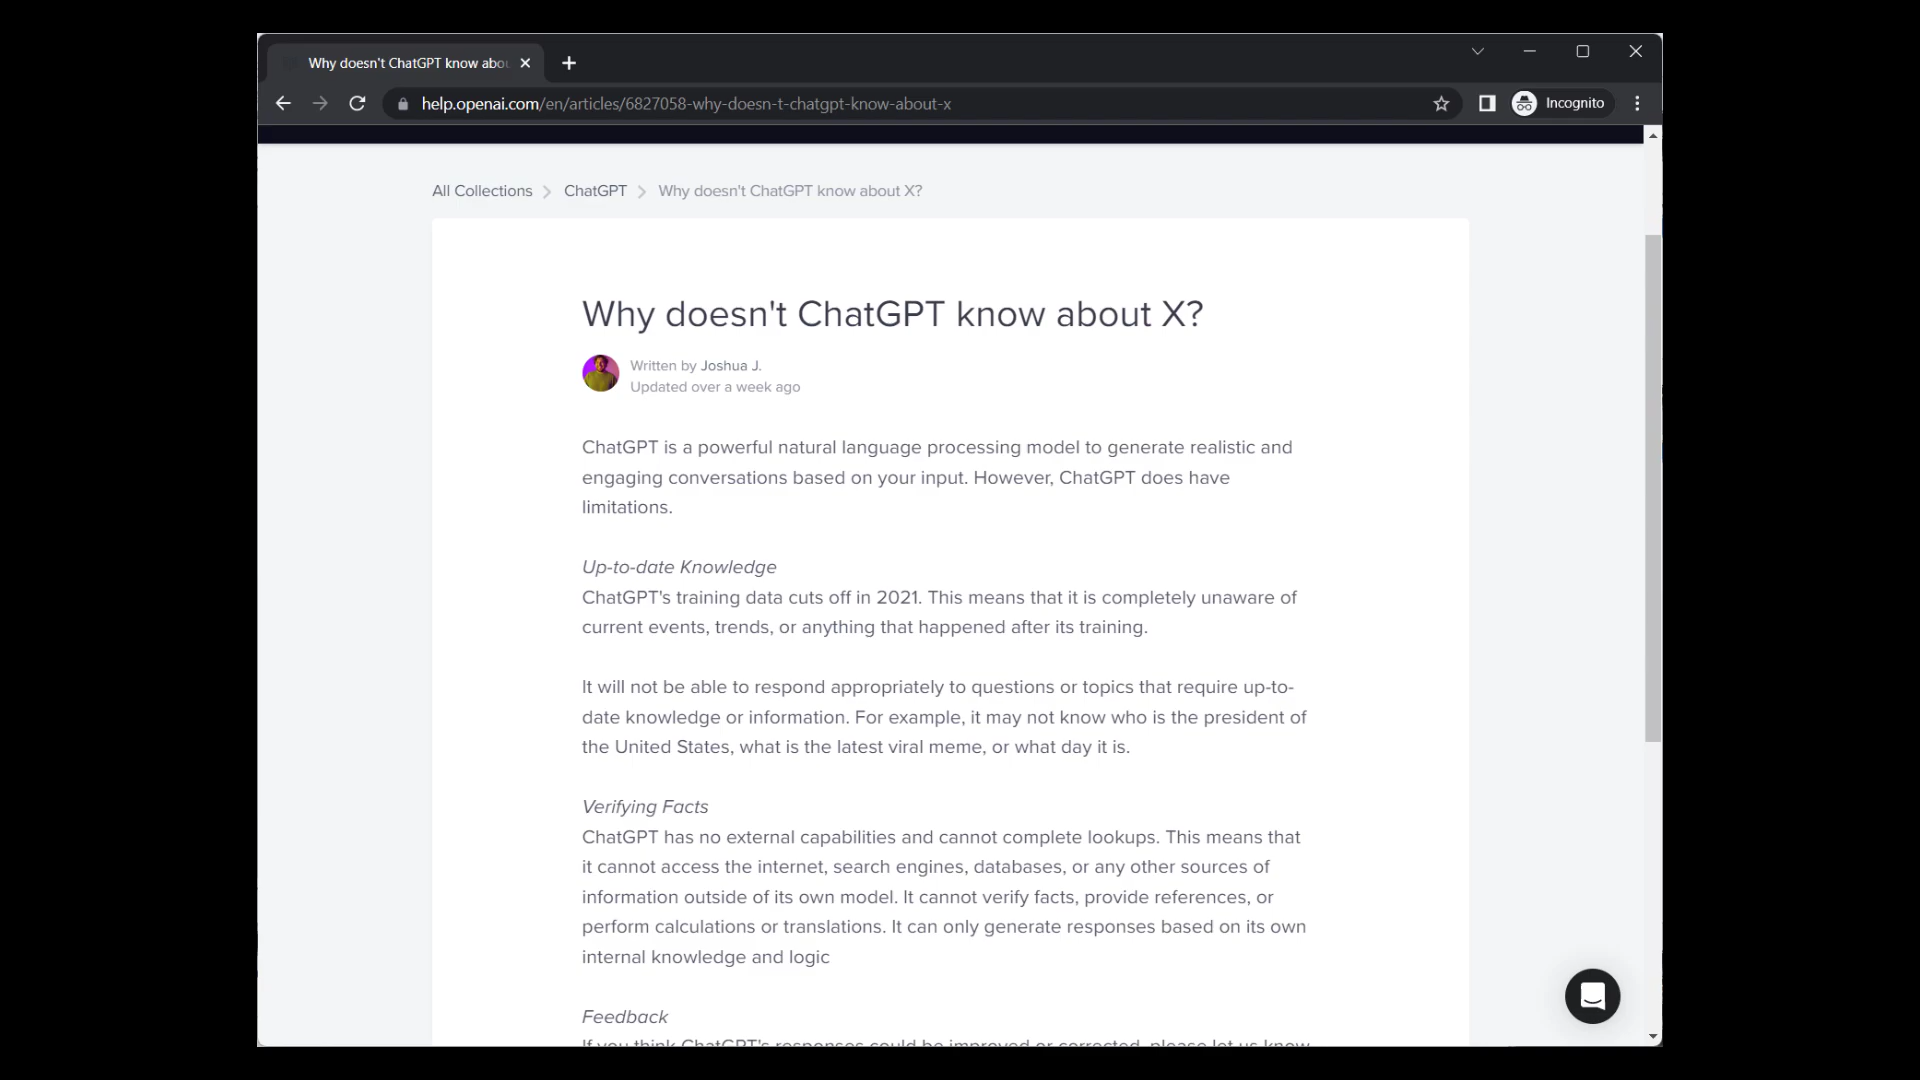 Why doesn't ChatGPT know abou
help.openai.com/en/articles/6827058-why-doesn-t-chatgpt-know-about-x
Incognito
All Collections
ChatGPT
Why doesn't ChatGPT know about X?
Why doesn't ChatGPT know about X?
Written by Joshua J.
Updated over a week ago
ChatGPT is a powerful natural language processing model to generate realistic and
engaging conversations based on your input. However, ChatGPT does have
limitations.
Up-to-date Knowledge
ChatGPT's training data cuts off in 2021. This means that it is completely unaware of
current events, trends, or anything that happened after its training.
It will not be able to respond appropriately to questions or topics that require up-to-
date knowledge or information. For example, it may not know who is the president of
the United States, what is the latest viral meme, or what day it is.
Verifying Facts
ChatGPT has no external capabilities and cannot complete lookups. This means that
it cannot access the internet, search engines, databases, or any other sources of
information outside of its own model. It cannot verify facts, provide references, or
perform calculations or translations. It can only generate responses based on its own
internal knowledge and logic
Feedback
If you think ChatGPT's responses could be improved or corrected, please let us know